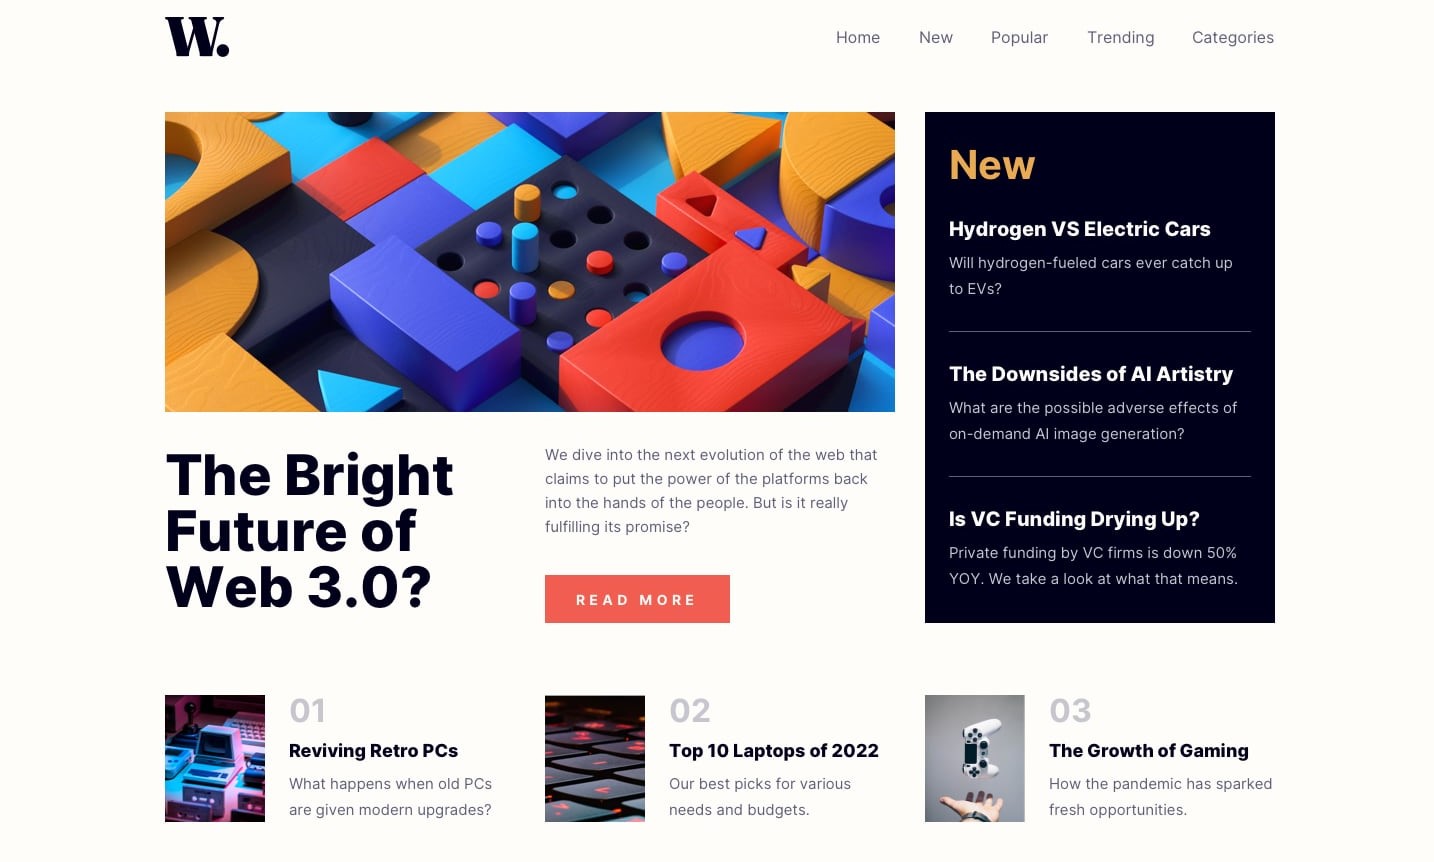 W.
Home New Popular Trending Categories
The Bright
Future of
Web 3.0?
We dive into the next evolution of the web that
claims to put the power of the platforms back
into the hands of the people. But is it really
fulfilling its promise?
READ MORE
New
Hydrogen VS Electric Cars
Will hydrogen-fueled cars ever catch up
to EVs?
The Downsides of AI Artistry
What are the possible adverse effects of
on-demand AI image generation?
Is VC Funding Drying Up?
Private funding by VC firms is down 50%
YOY. We take a look at what that means.
01
Reviving Retro PCs
What happens when old PCs
are given modern upgrades?
02
Top 10 Laptops of 2022
Our best picks for various
needs and budgets.
03
The Growth of Gaming
How the pandemic has sparked
fresh opportunities.